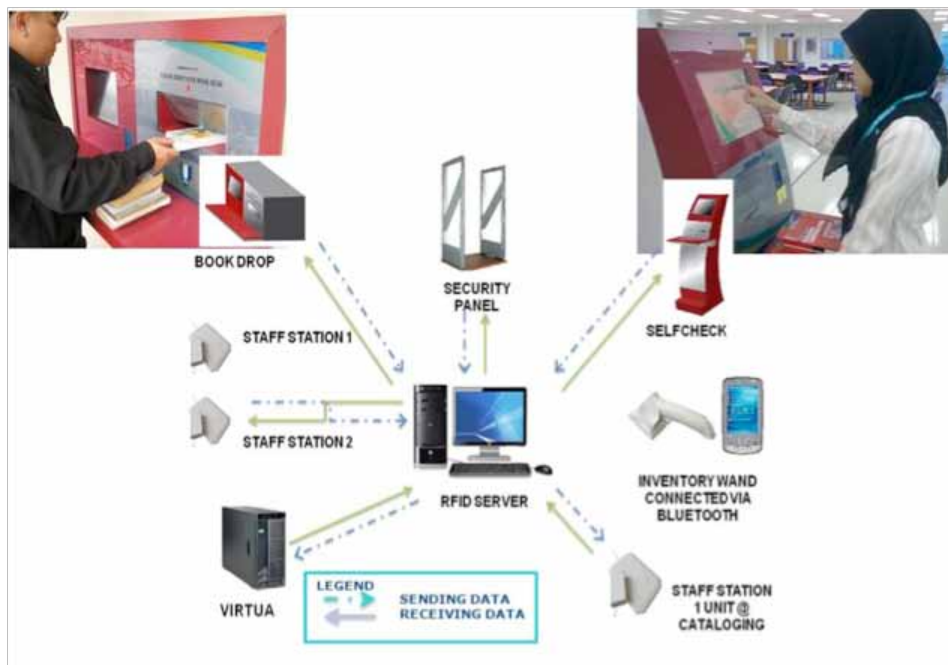 BOOK DROP
SECURITY
PANEL
SELFCHECK
STAFF STATION 1
STAFF STATION 2
RFID SERVER
INVENTORY WAND
CONNECTED VIA
BLUETOOTH
VIRTUA
LEGEND
SENDING DATA
RECEIVING DATA
STAFF STATION
1 UNIT @
CATALOGING